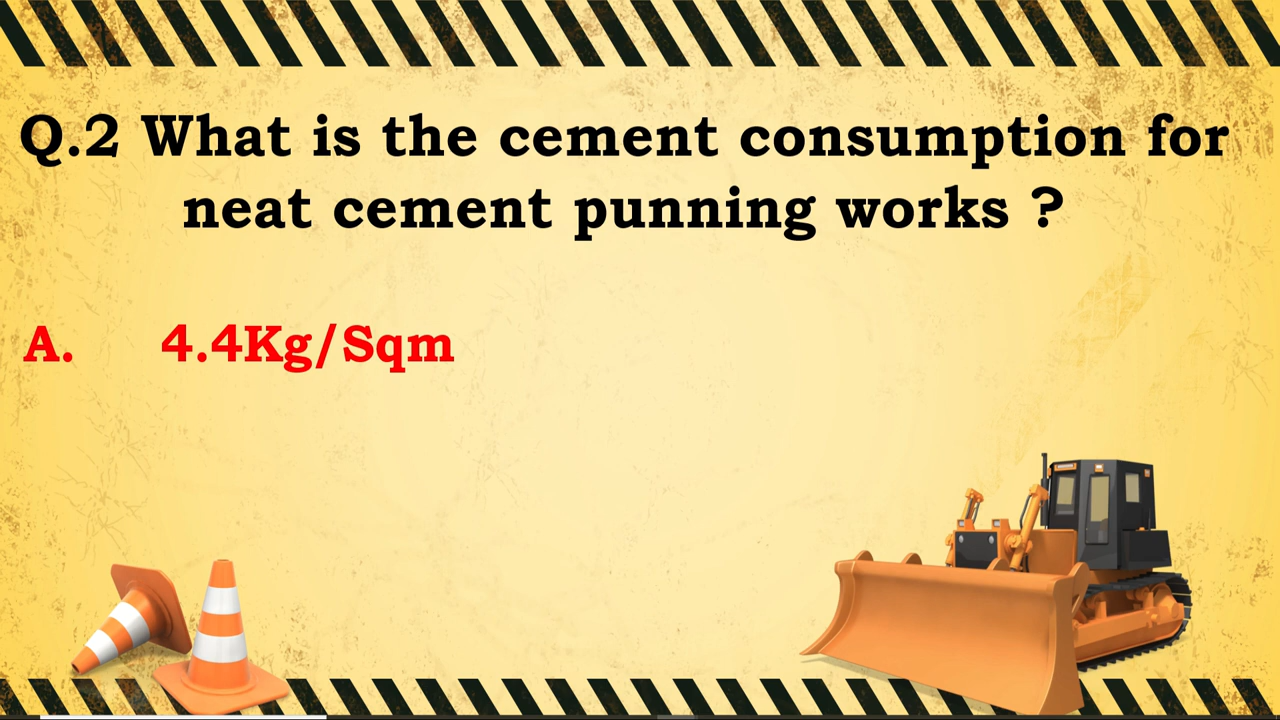 Q.2 What is the cement consumption for
neat cement punning works ?
A. 4.4Kg/Sqm